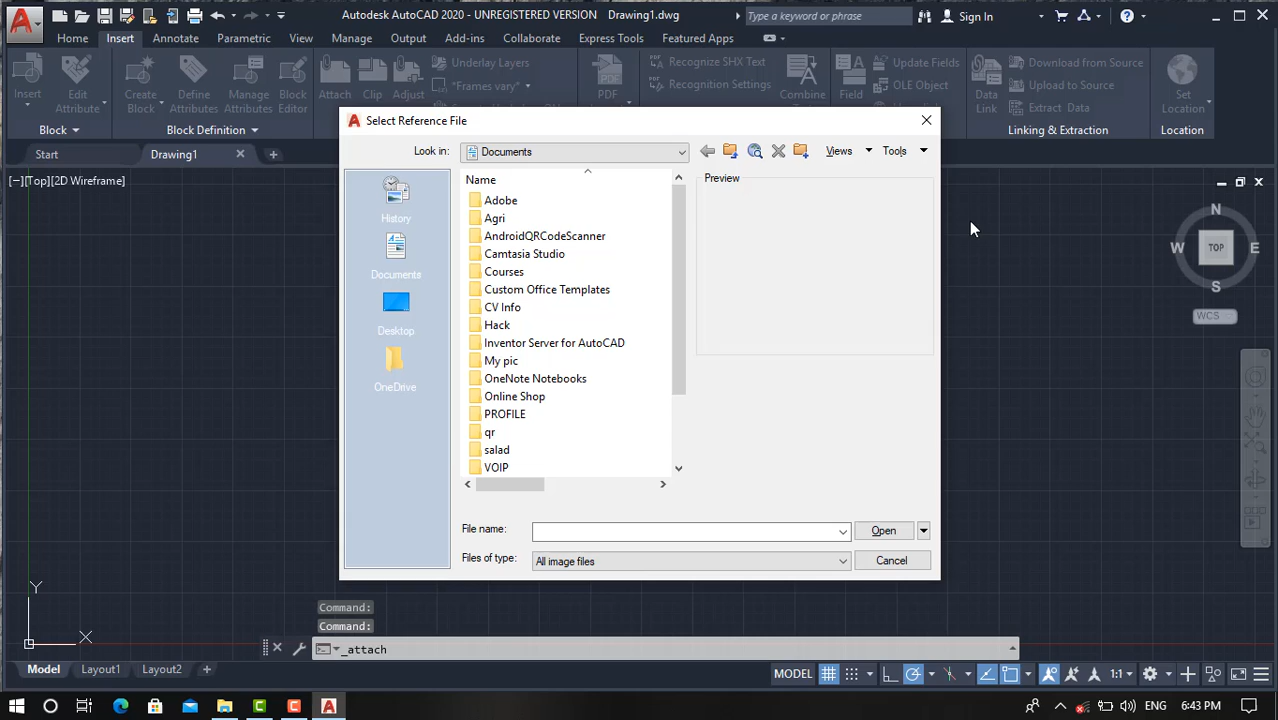 Autodesk AutoCAD 2020 - UNREGISTERED VERSION Drawing1.dwg
Type a keyword or phrase
Sign In
Home Insert Annotate Parametric View Manage Output Add-ins Collaborate Express Tools Featured Apps
Insert
Edit
Attribute
Create
Block
Define
Attributes
Manage
Attributes
Block
Editor
Attach
Clip
Adjust
Underlay Layers
*Frames vary*
PDF
Recognize SHX Text
Recognition Settings
Combine
Field
Update Fields
OLE Object
Data
Link
Download from Source
Upload to Source
Extract Data
Set
Location
Block
Block Definition
Linking & Extraction
Location
Start
Drawing1
[−][Top][2D Wireframe]
Select Reference File
Look in:
Documents
Views
Tools
History
Documents
Desktop
OneDrive
Name
Adobe
Agri
AndroidQRCodeScanner
Camtasia Studio
Courses
Custom Office Templates
CV Info
Hack
Inventor Server for AutoCAD
My pic
OneNote Notebooks
Online Shop
PROFILE
qr
salad
VOIP
Preview
File name:
Open
Files of type:
All image files
Cancel
N
W
TOP
E
S
WCS
Y
X
Command:
Command:
_attach
Model
Layout1
Layout2
MODEL
1:1
ENG
6:43 PM